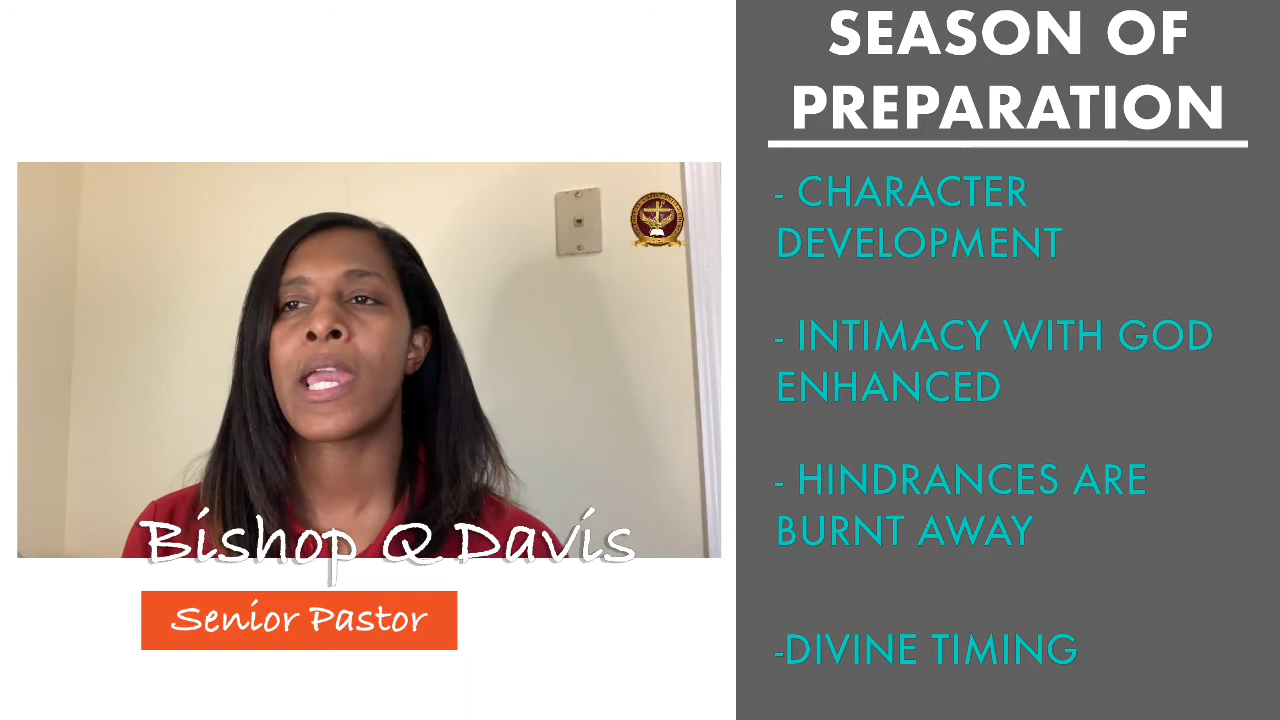 SEASON OF
PREPARATION
- CHARACTER
DEVELOPMENT
- INTIMACY WITH GOD
ENHANCED
- HINDRANCES ARE
BURNT AWAY
-DIVINE TIMING
Bishop Q Davis
Senior Pastor